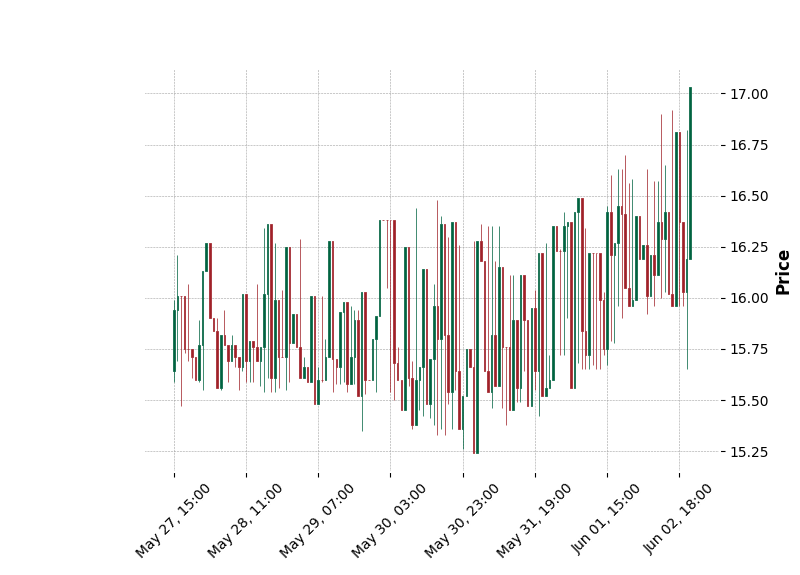 17.00
16.75
16.50
16.25
16.00
15.75
15.50
15.25
Price
May 27, 15:00
May 28, 11:00
May 29, 07:00
May 30, 03:00
May 30, 23:00
May 31, 19:00
Jun 01, 15:00
Jun 02, 18:00